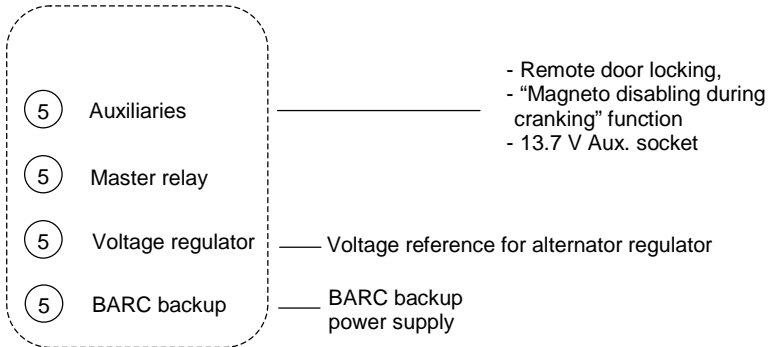 - Remote door locking,
- “Magneto disabling during
cranking” function
- 13.7 V Aux. socket
5 Auxiliaries
5 Master relay
5 Voltage regulator
Voltage reference for alternator regulator
5 BARC backup
BARC backup
power supply